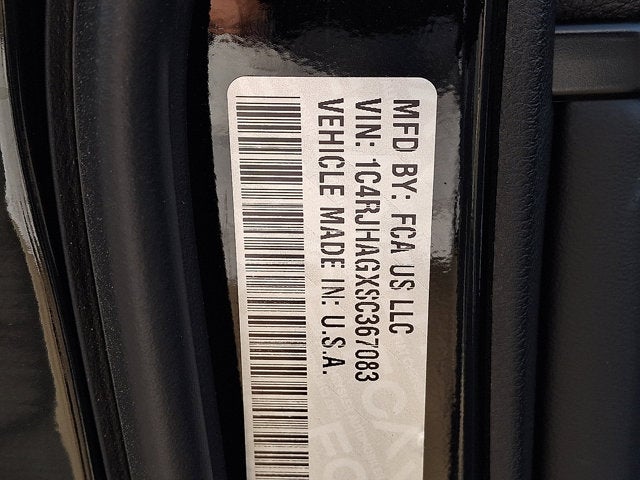 MFD BY: FCA US LLC
VIN: 1C4RJHAGXSC367083
VEHICLE MADE IN: U.S.A.